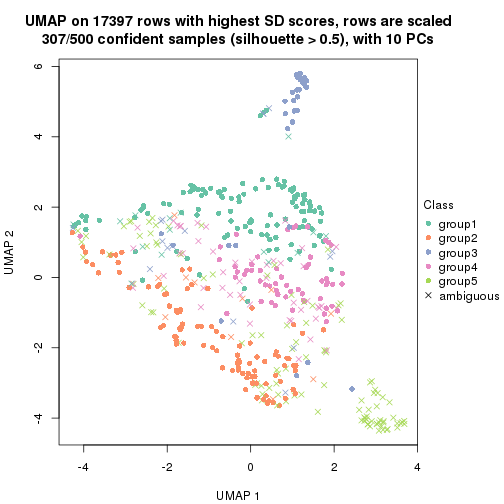 UMAP on 17397 rows with highest SD scores, rows are scaled
307/500 confident samples (silhouette > 0.5), with 10 PCs
6
4
2
0
-2
-4
UMAP 2
-4
-2
0
2
4
UMAP 1
Class
group1
group2
group3
group4
group5
ambiguous